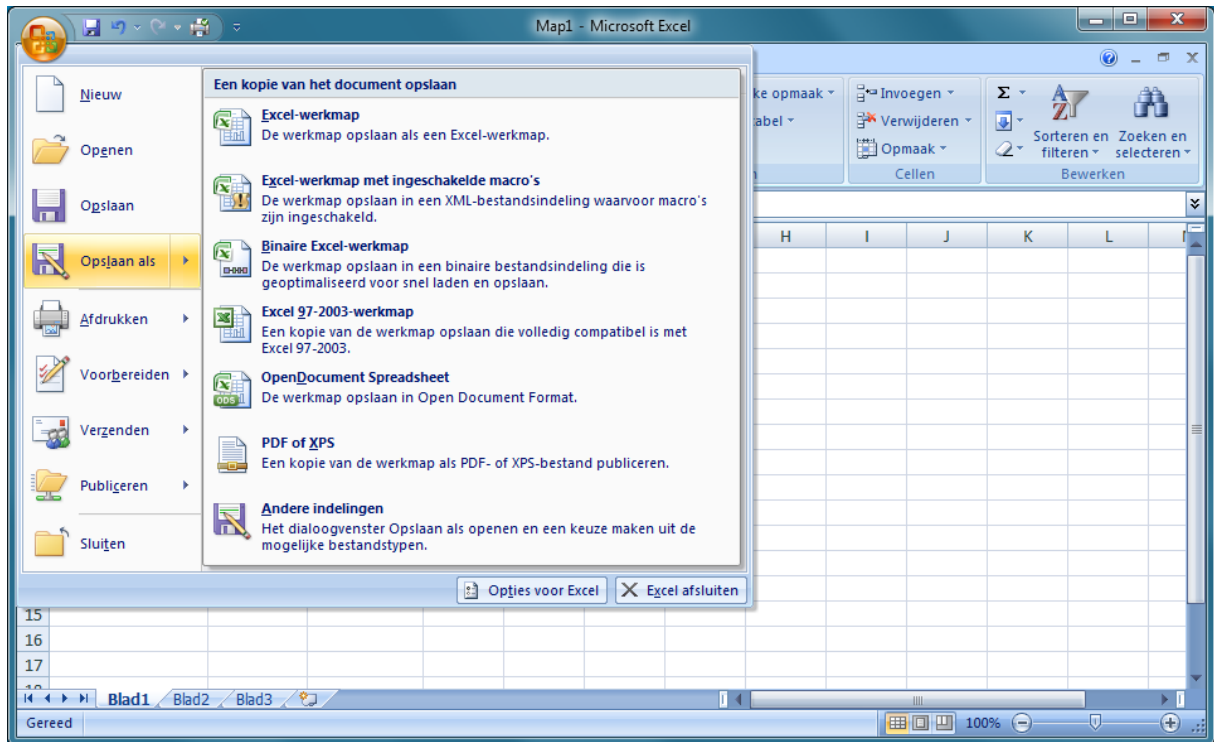 Map1 - Microsoft Excel
Nieuw
Openen
Opslaan
Opslaan als
Afdrukken
Voorbereiden
Verzenden
Publiceren
Sluiten
Een kopie van het document opslaan
Excel-werkmap
De werkmap opslaan als een Excel-werkmap.
Excel-werkmap met ingeschakelde macro's
De werkmap opslaan in een XML-bestandsindeling waarvoor macro's
zijn ingeschakeld.
Binaire Excel-werkmap
De werkmap opslaan in een binaire bestandsindeling die is
geoptimaliseerd voor snel laden en opslaan.
Excel 97-2003-werkmap
Een kopie van de werkmap opslaan die volledig compatibel is met
Excel 97-2003.
OpenDocument Spreadsheet
De werkmap opslaan in Open Document Format.
PDF of XPS
Een kopie van de werkmap als PDF- of XPS-bestand publiceren.
Andere indelingen
Het dialoogvenster Opslaan als openen en een keuze maken uit de
mogelijke bestandstypen.
Opties voor Excel
Excel afsluiten
ke opmaak
abel
Invoegen
Verwijderen
Opmaak
Cellen
Σ
Sorteren en
filteren
Zoeken en
selecteren
Bewerken
H I J K L
15
16
17
Blad1 Blad2 Blad3
Gereed
100%